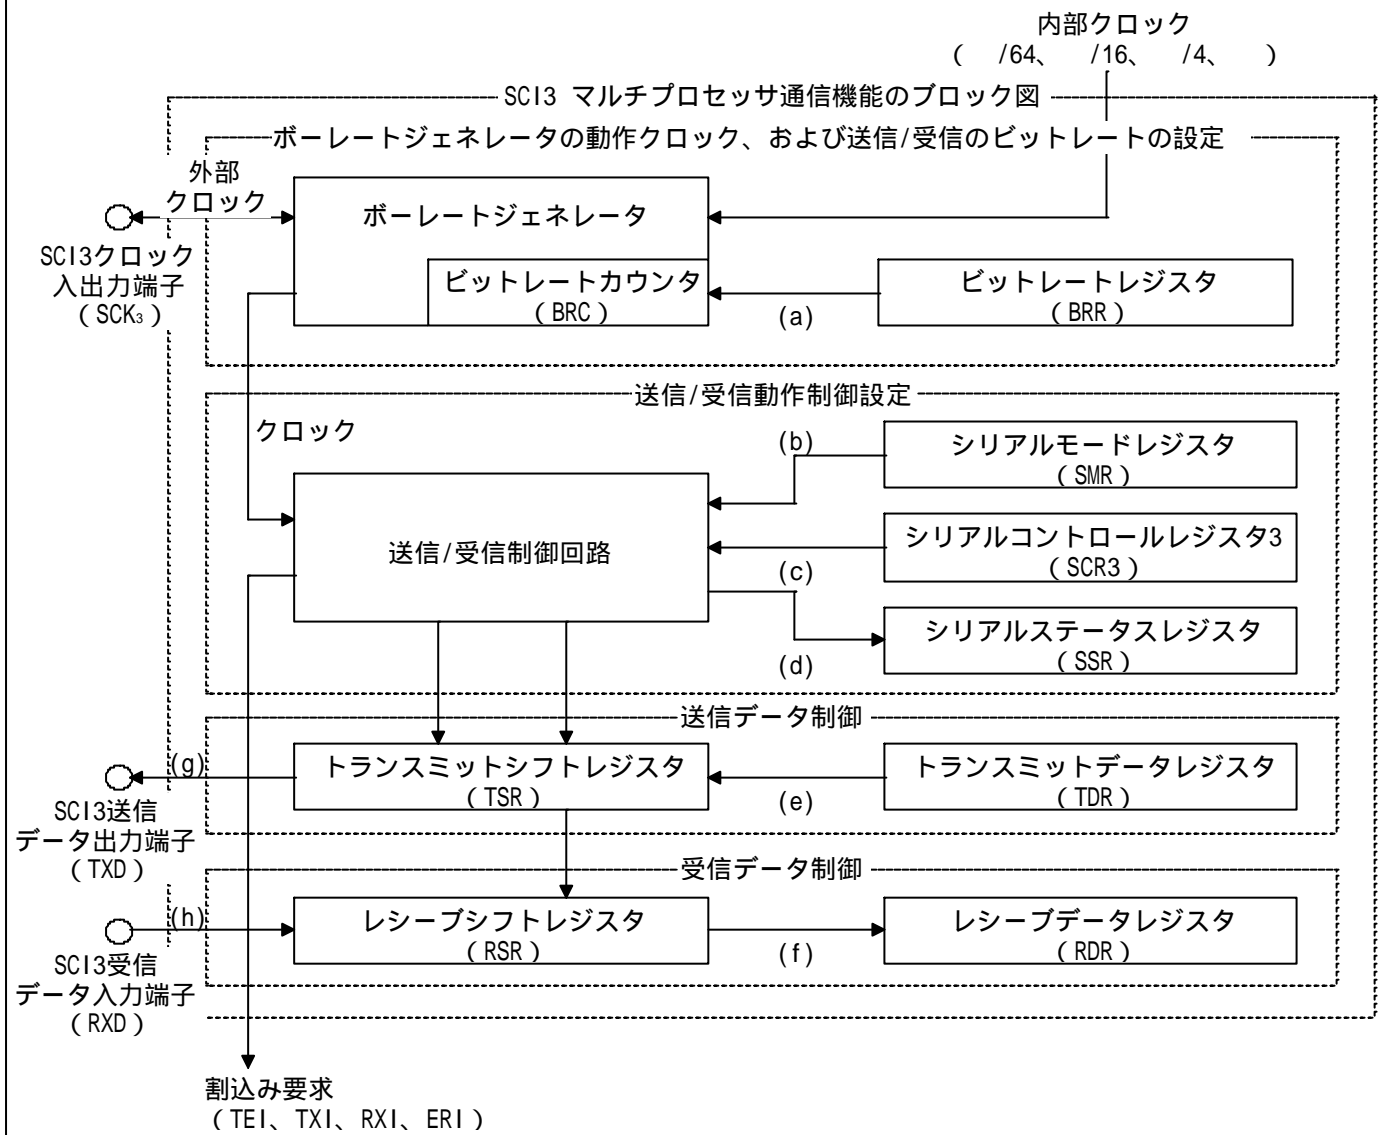 内部クロック
( /64、 /16、 /4、 )
SCI3 マルチプロセッサ通信機能のブロック図
ボーレートジェネレータの動作クロック、および送信/受信のビットレートの設定
外部
クロック
ボーレートジェネレータ
SCI3クロック
入出力端子
(SCK₃)
ビットレートカウンタ
(BRC)
(a)
ビットレートレジスタ
(BRR)
送信/受信動作制御設定
クロック
(b)
シリアルモードレジスタ
(SMR)
送信/受信制御回路
シリアルコントロールレジスタ3
(SCR3)
(c)
シリアルステータスレジスタ
(SSR)
(d)
送信データ制御
(g)
トランスミットシフトレジスタ
(TSR)
(e)
トランスミットデータレジスタ
(TDR)
SCI3送信
データ出力端子
(TXD)
受信データ制御
(h)
レシーブシフトレジスタ
(RSR)
(f)
レシーブデータレジスタ
(RDR)
SCI3受信
データ入力端子
(RXD)
割込み要求
(TEI、TXI、RXI、ERI)